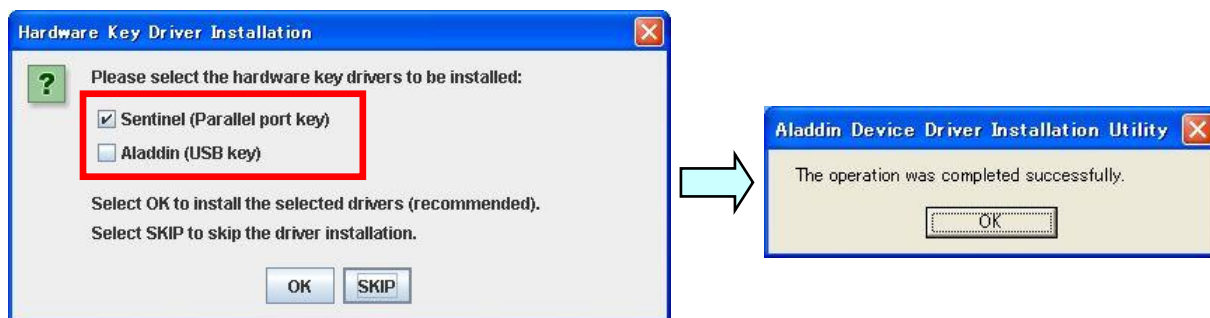 Hardware Key Driver Installation
Please select the hardware key drivers to be installed:
Sentinel (Parallel port key)
Aladdin (USB key)
Select OK to install the selected drivers (recommended).
Select SKIP to skip the driver installation.
OK SKIP
Aladdin Device Driver Installation Utility
The operation was completed successfully.
OK